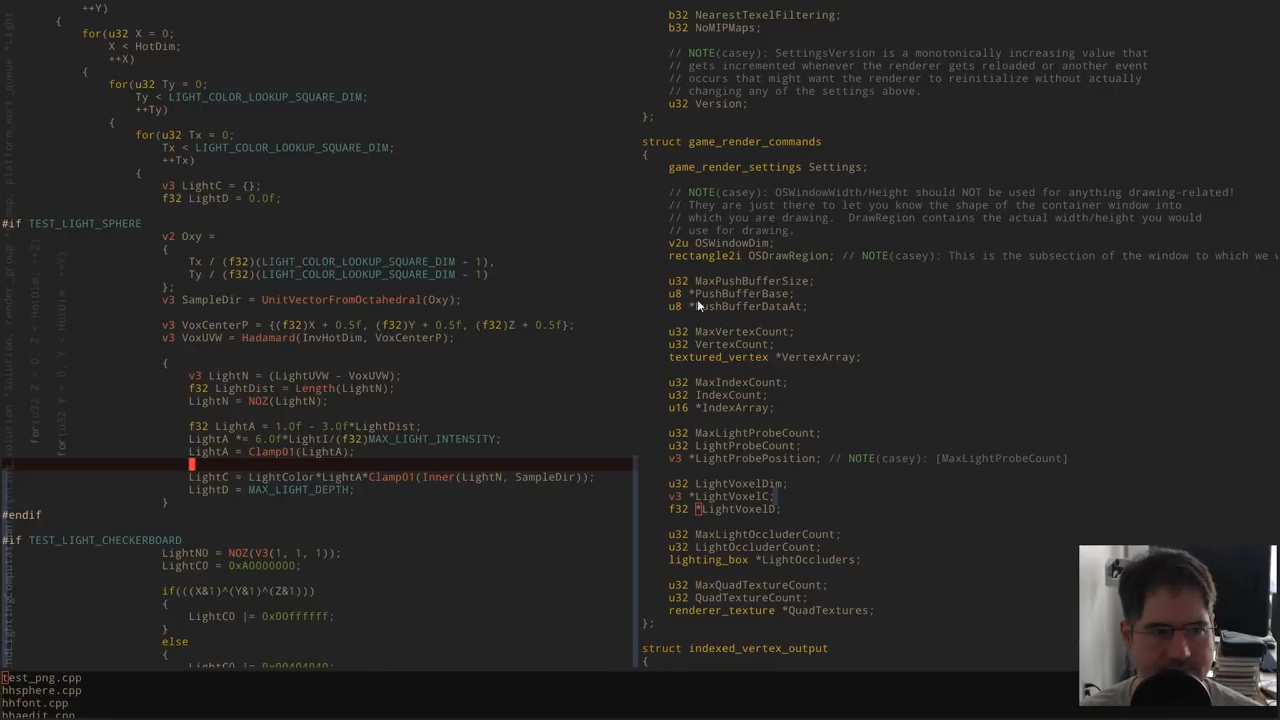 ++Y)
{
for(u32 X = 0;
X < HotDim;
++X)
{
for(u32 Ty = 0;
Ty < LIGHT_COLOR_LOOKUP_SQUARE_DIM;
++Ty)
{
for(u32 Tx = 0;
Tx < LIGHT_COLOR_LOOKUP_SQUARE_DIM;
++Tx)
{
v3 LightC = {};
f32 LightD = 0.0f;
#if TEST_LIGHT_SPHERE
v2 Oxy =
{
Tx / (f32)(LIGHT_COLOR_LOOKUP_SQUARE_DIM - 1),
Ty / (f32)(LIGHT_COLOR_LOOKUP_SQUARE_DIM - 1)
};
v3 SampleDir = UnitVectorFromOctahedral(Oxy);
v3 VoxCenterP = {(f32)X + 0.5f, (f32)Y + 0.5f, (f32)Z + 0.5f};
v3 VoxUVW = Hadamard(InvHotDim, VoxCenterP);
{
v3 LightN = (LightUVW - VoxUVW);
f32 LightDist = Length(LightN);
LightN = NOZ(LightN);
f32 LightA = 1.0f - 3.0f*LightDist;
LightA *= 6.0f*LightI/(f32)MAX_LIGHT_INTENSITY;
LightA = Clamp01(LightA);
LightC = LightColor*LightA*Clamp01(Inner(LightN, SampleDir));
LightD = MAX_LIGHT_DEPTH;
}
#endif
#if TEST_LIGHT_CHECKERBOARD
LightN0 = NOZ(V3(1, 1, 1));
LightC0 = 0xA0000000;
if(((X&1)^(Y&1)^(Z&1)))
{
LightC0 |= 0x00ffffff;
}
else
{
LightC0 |= 0x00404040;
test_png.cpp
hhsphere.cpp
hhfont.cpp
hhaedit.cpp
b32 NearestTexelFiltering;
b32 NoMIPMaps;
// NOTE(casey): SettingsVersion is a monotonically increasing value that
// gets incremented whenever the renderer gets reloaded or another event
// occurs that might want the renderer to reinitialize without actually
// changing any of the settings above.
u32 Version;
};
struct game_render_commands
{
game_render_settings Settings;
// NOTE(casey): OSWindowWidth/Height should NOT be used for anything drawing-related!
// They are just there to let you know the shape of the container window into
// which you are drawing.  DrawRegion contains the actual width/height you would
// use for drawing.
v2u OSWindowDim;
rectangle2i OSDrawRegion; // NOTE(casey): This is the subsection of the window to which we w
u32 MaxPushBufferSize;
u8 *PushBufferBase;
u8 *PushBufferDataAt;
u32 MaxVertexCount;
u32 VertexCount;
textured_vertex *VertexArray;
u32 MaxIndexCount;
u32 IndexCount;
u16 *IndexArray;
u32 MaxLightProbeCount;
u32 LightProbeCount;
v3 *LightProbePosition; // NOTE(casey): [MaxLightProbeCount]
u32 LightVoxelDim;
v3 *LightVoxelC;
f32 *LightVoxelD;
u32 MaxLightOccluderCount;
u32 LightOccluderCount;
lighting_box *LightOccluders;
u32 MaxQuadTextureCount;
u32 QuadTextureCount;
renderer_texture *QuadTextures;
};
struct indexed_vertex_output
{